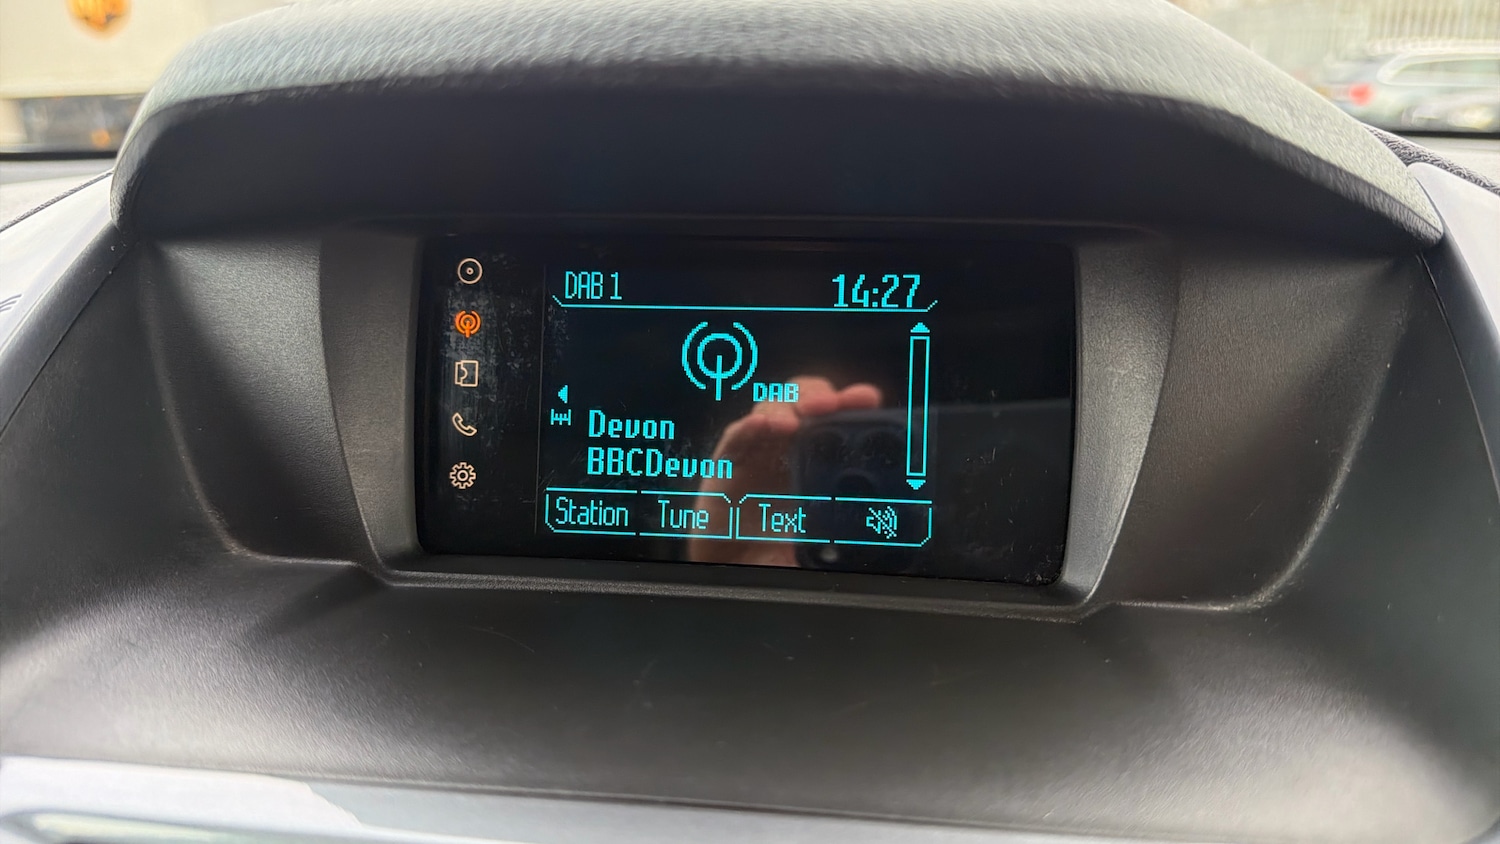 DAB 1
14:27
DAB
Devon
BBCDevon
Station Tune Text